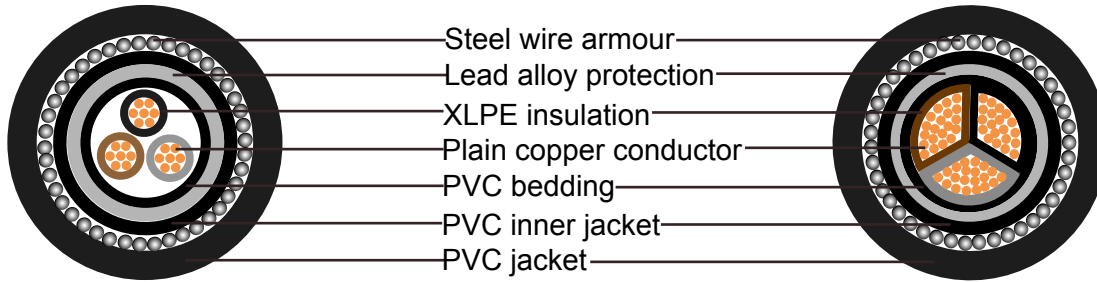 Steel wire armour
Lead alloy protection
XLPE insulation
Plain copper conductor
PVC bedding
PVC inner jacket
PVC jacket